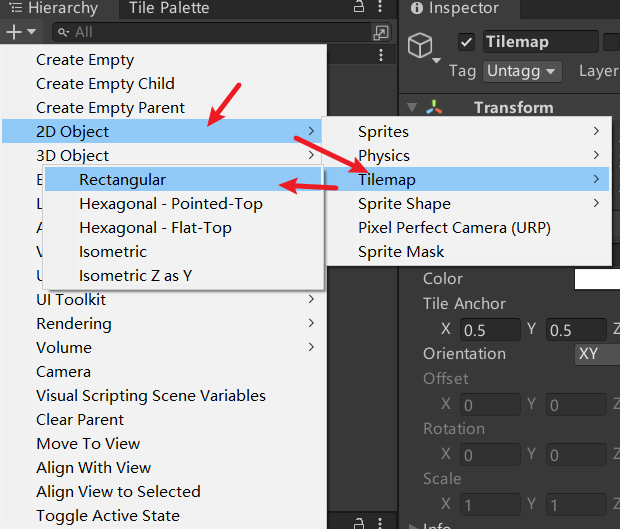 Hierarchy
Tile Palette
Inspector
All
Tilemap
Tag
Untagg
Layer
Transform
Create Empty
Create Empty Child
Create Empty Parent
2D Object
3D Object
Sprites
Physics
Tilemap
Sprite Shape
Pixel Perfect Camera (URP)
Sprite Mask
Rectangular
Hexagonal - Pointed-Top
Hexagonal - Flat-Top
Isometric
Isometric Z as Y
UI Toolkit
Rendering
Volume
Camera
Visual Scripting Scene Variables
Clear Parent
Move To View
Align With View
Align View to Selected
Toggle Active State
Color
Tile Anchor
X 0.5 Y 0.5 Z
Orientation XY
Offset
X 0 Y 0 Z
Rotation
X 0 Y 0 Z
Scale
X 1 Y 1 Z
Info